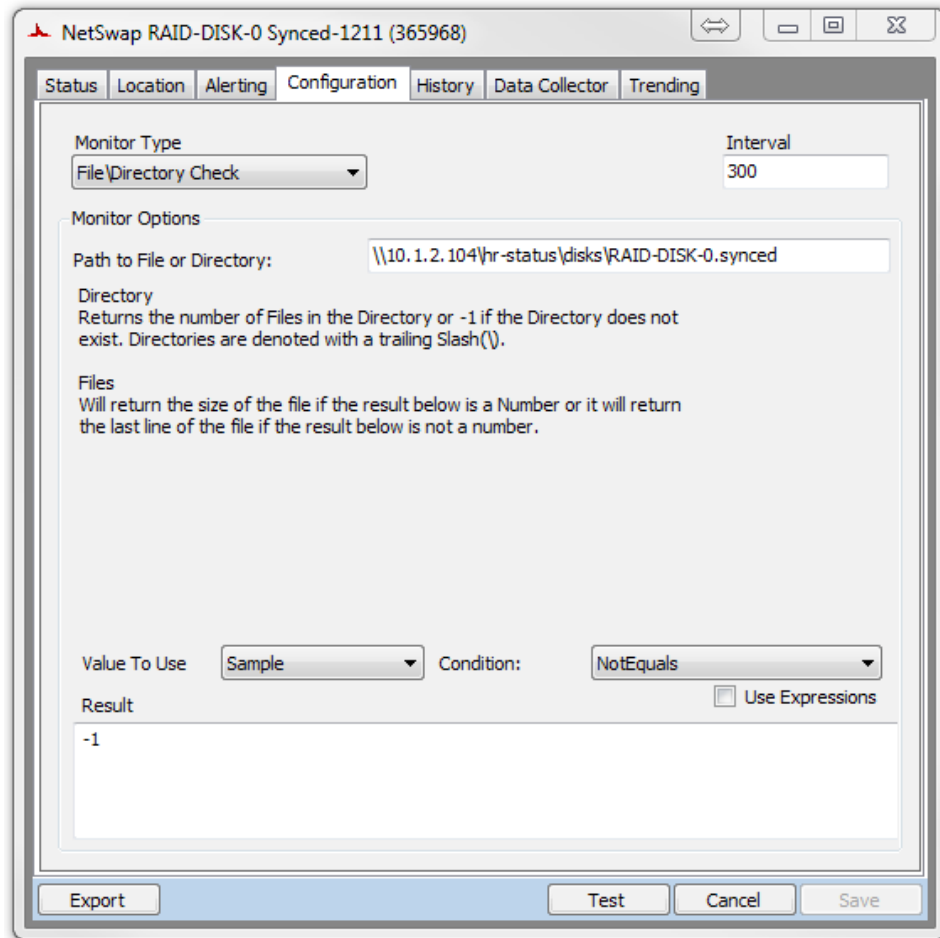 NetSwap RAID-DISK-0 Synced-1211 (365968)
Status Location Alerting Configuration History Data Collector Trending
Monitor Type Interval
File\Directory Check 300
Monitor Options
Path to File or Directory: \\10.1.2.104\hr-status\disks\RAID-DISK-0.synced
Directory
Returns the number of Files in the Directory or -1 if the Directory does not
exist. Directories are denoted with a trailing Slash(\).
Files
Will return the size of the file if the result below is a Number or it will return
the last line of the file if the result below is not a number.
Value To Use Sample Condition: NotEquals
Use Expressions
Result
-1
Export Test Cancel Save